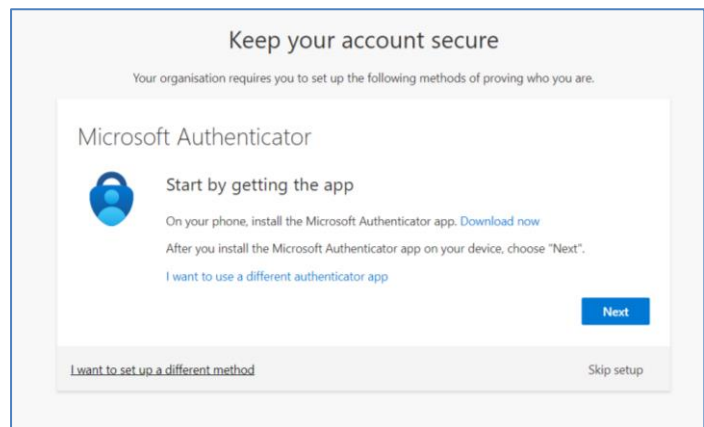 Keep your account secure
Your organisation requires you to set up the following methods of proving who you are.
Microsoft Authenticator
Start by getting the app
On your phone, install the Microsoft Authenticator app. Download now
After you install the Microsoft Authenticator app on your device, choose "Next".
I want to use a different authenticator app
Next
I want to set up a different method
Skip setup